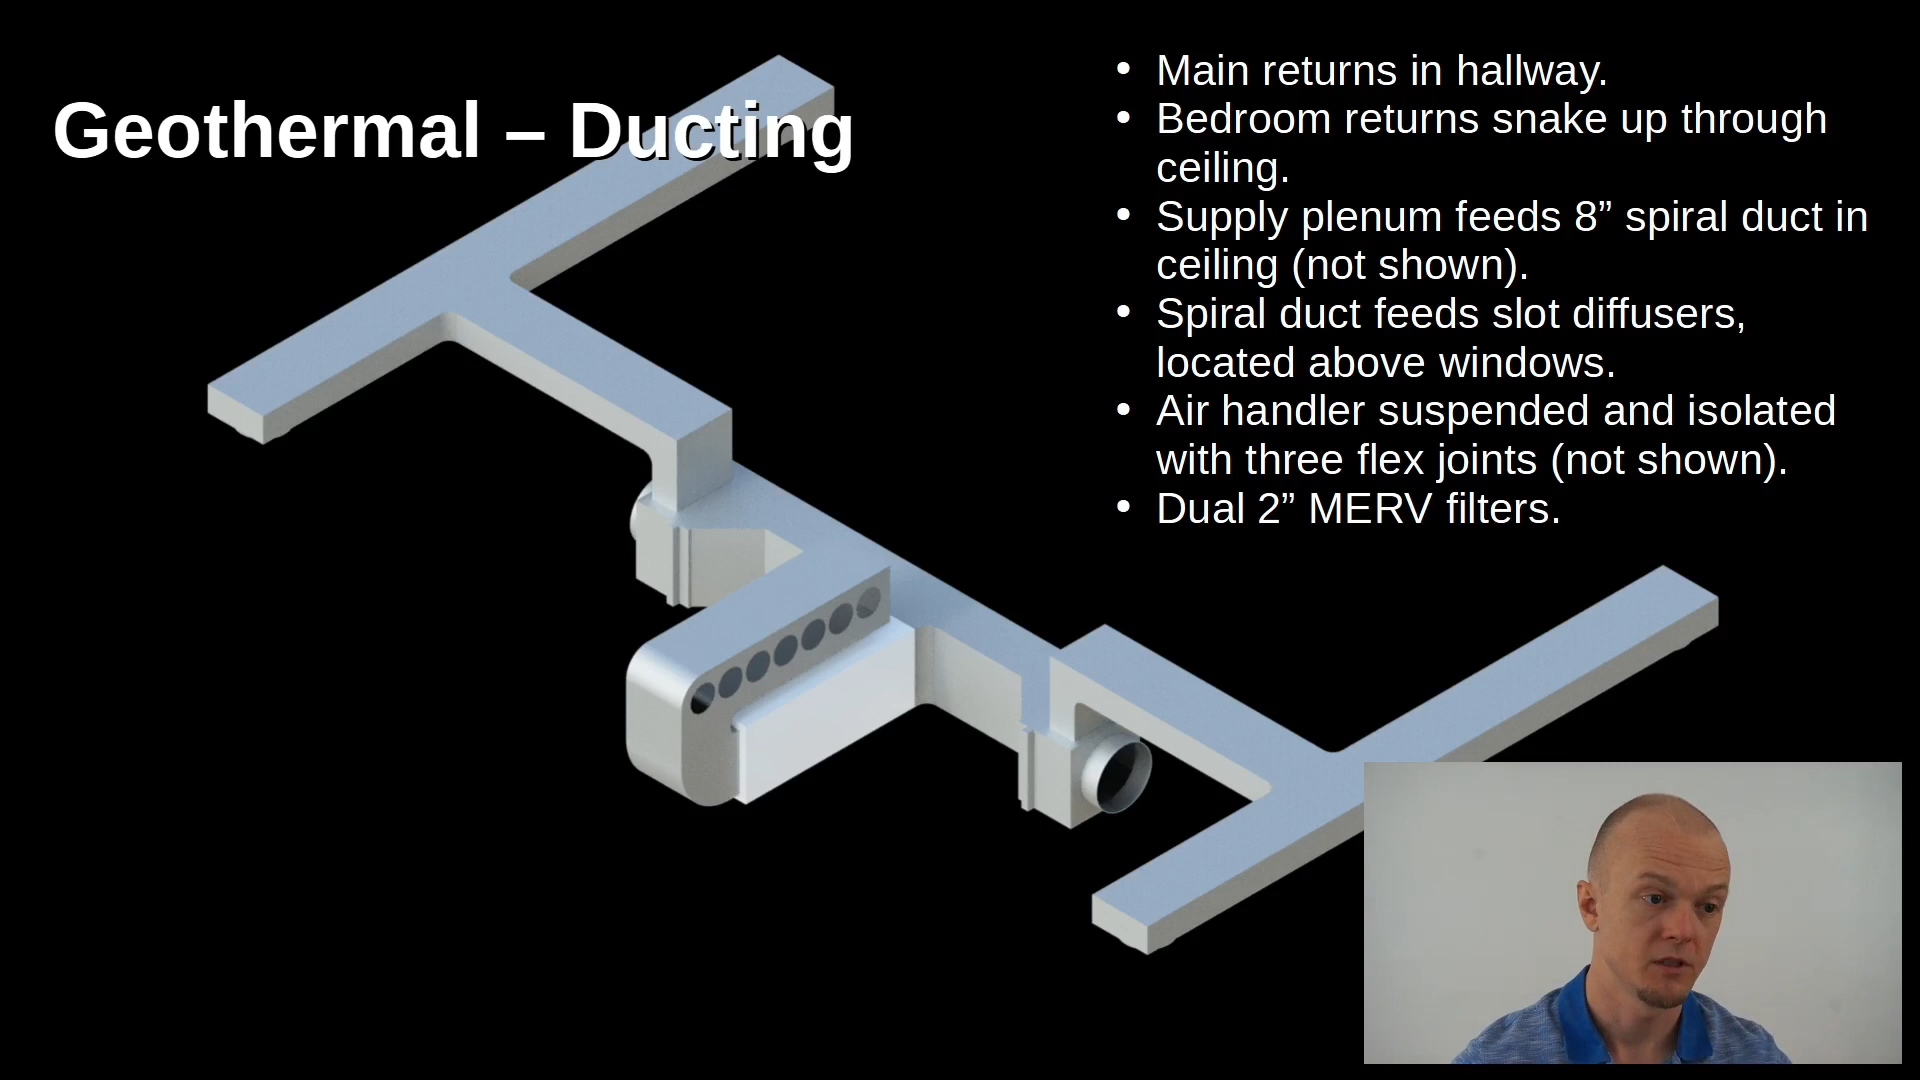 Geothermal – Ducting
• Main returns in hallway.
• Bedroom returns snake up through
ceiling.
• Supply plenum feeds 8” spiral duct in
ceiling (not shown).
• Spiral duct feeds slot diffusers,
located above windows.
• Air handler suspended and isolated
with three flex joints (not shown).
• Dual 2” MERV filters.